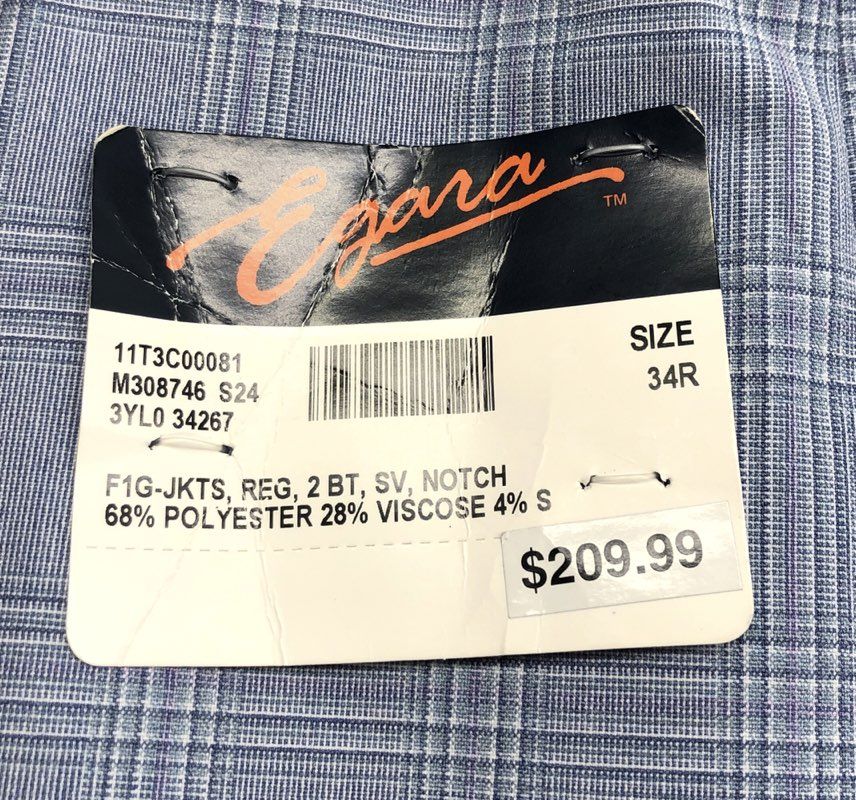 Egara
TM
11T3C00081
M308746 S24
3YL0 34267
SIZE
34R
F1G-JKTS, REG, 2 BT, SV, NOTCH
68% POLYESTER 28% VISCOSE 4% S
$209.99